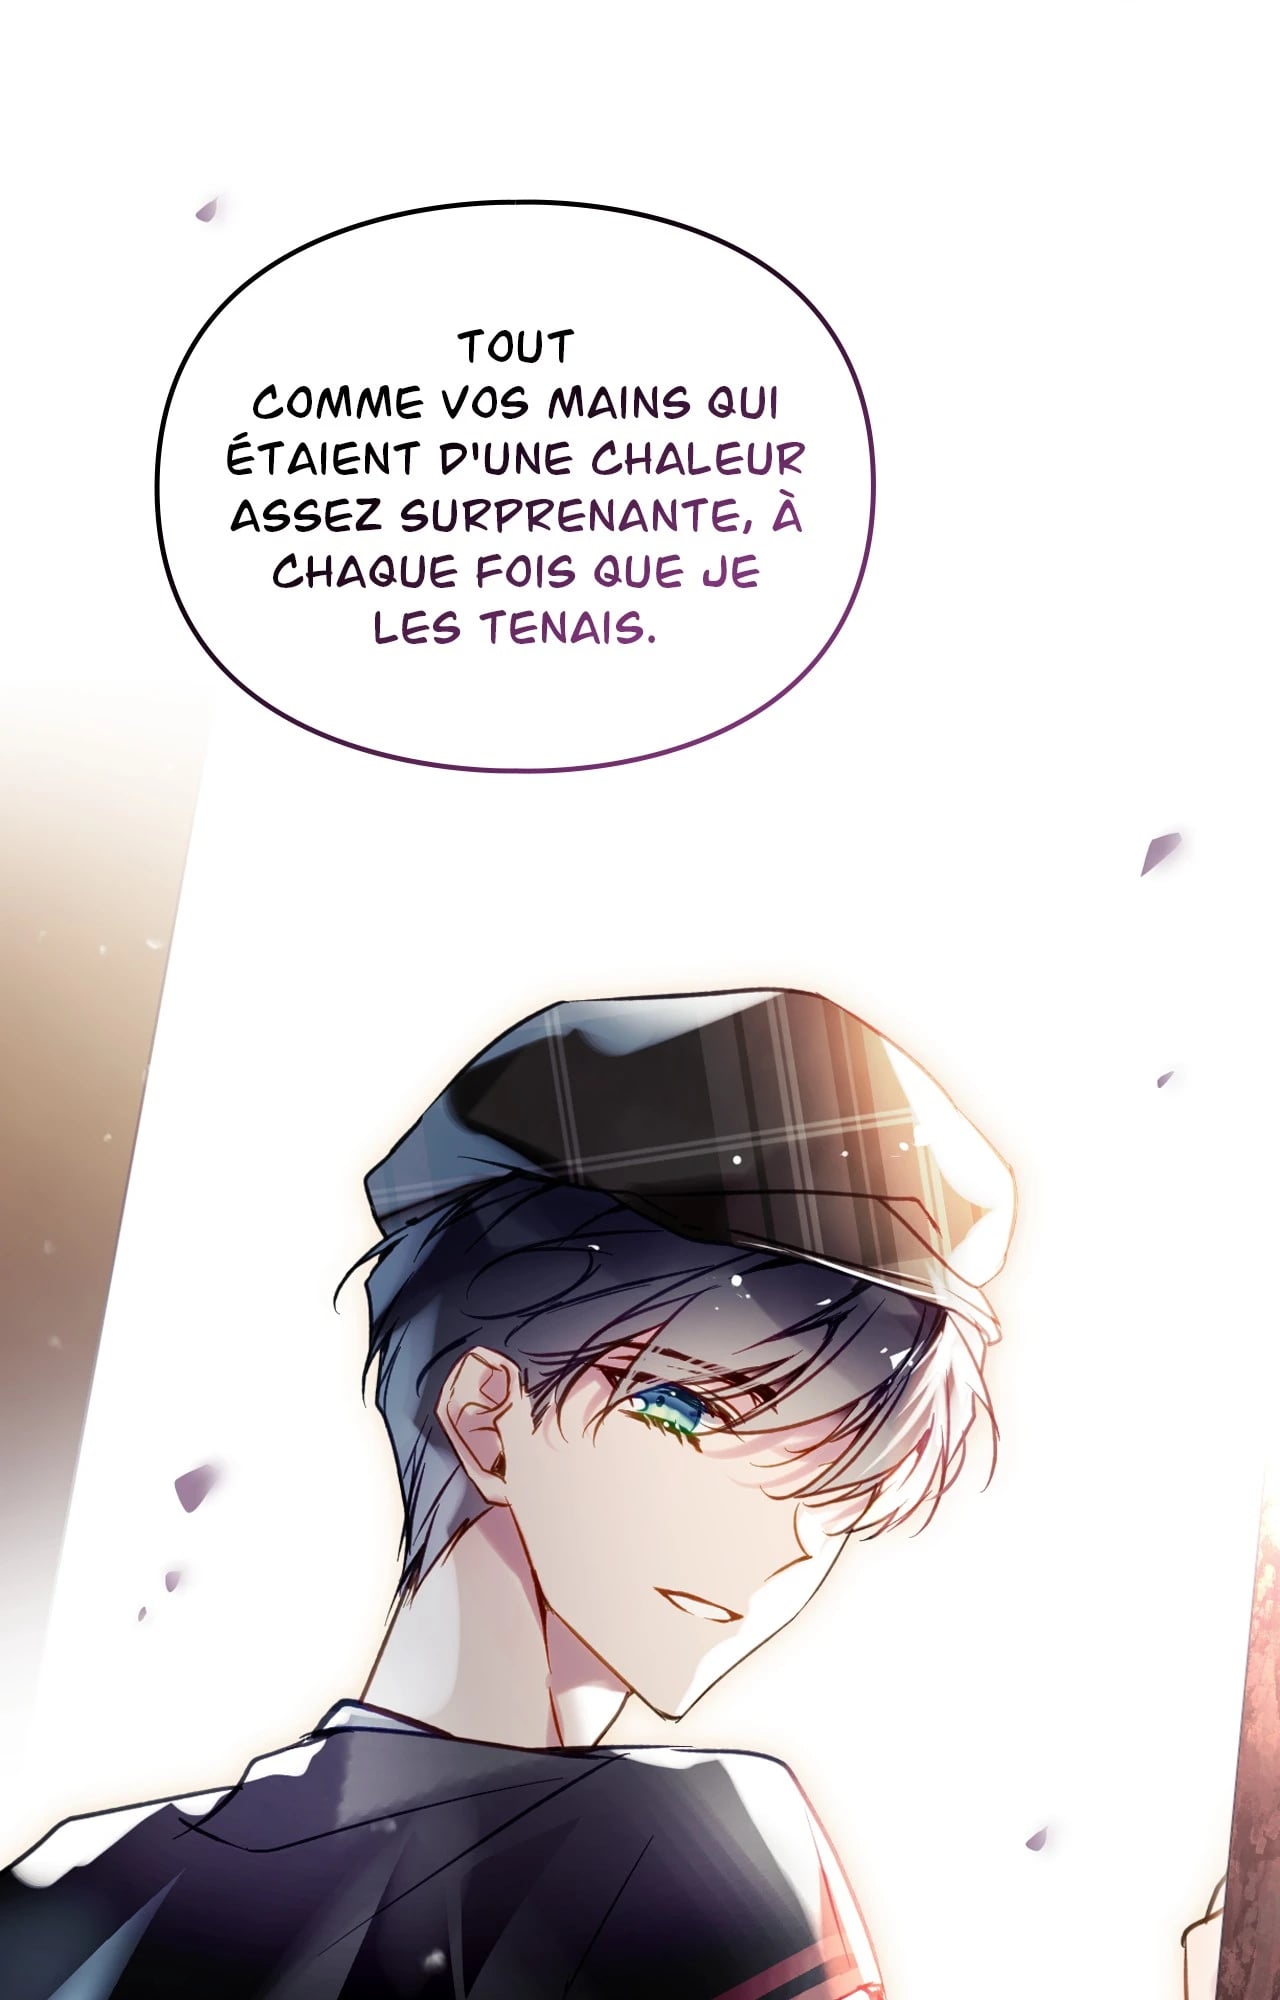 TOUT
COMME VOS MAINS QUI
ÉTAIENT D'UNE CHALEUR
ASSEZ SURPRENANTE, À
CHAQUE FOIS QUE JE
LES TENAIS.